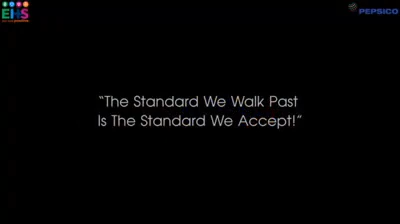 EHS
PEPSICO
“The Standard We Walk Past
Is The Standard We Accept!”